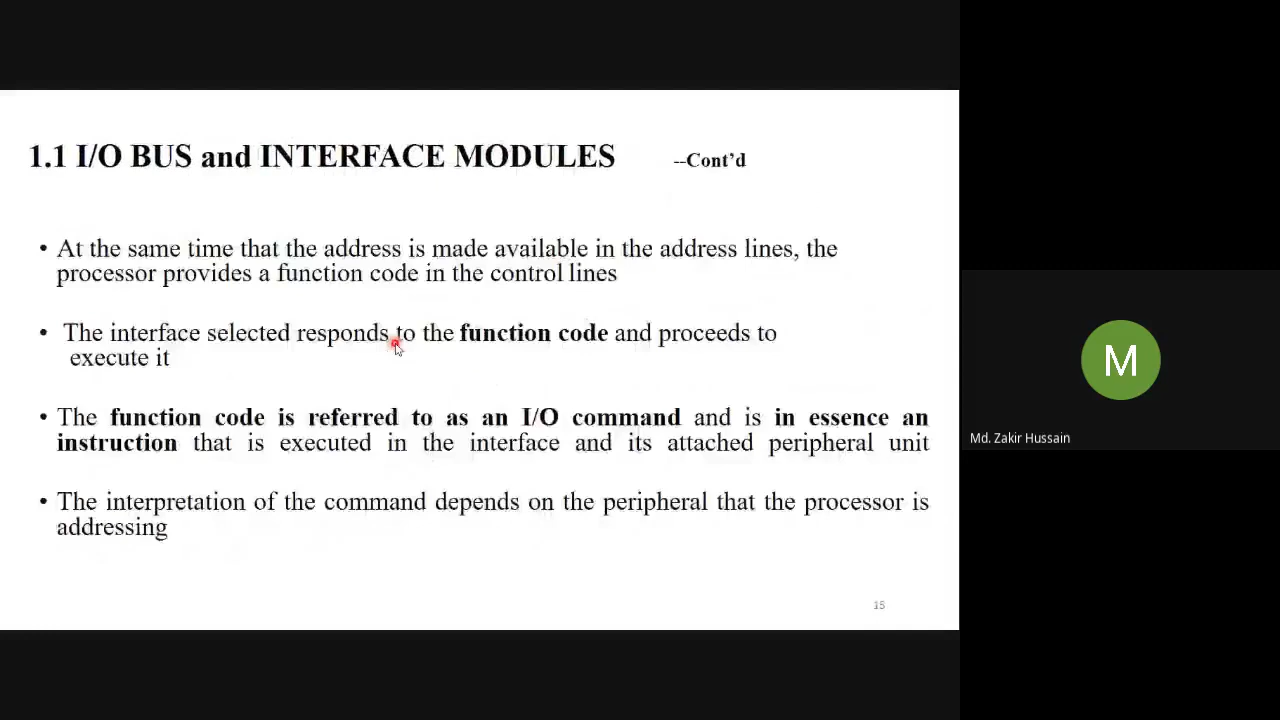 1.1 I/O BUS and INTERFACE MODULES --Cont'd
• At the same time that the address is made available in the address lines, the
processor provides a function code in the control lines
• The interface selected responds to the function code and proceeds to
execute it
• The function code is referred to as an I/O command and is in essence an
instruction that is executed in the interface and its attached peripheral unit
• The interpretation of the command depends on the peripheral that the processor is
addressing
15
M
Md. Zakir Hussain